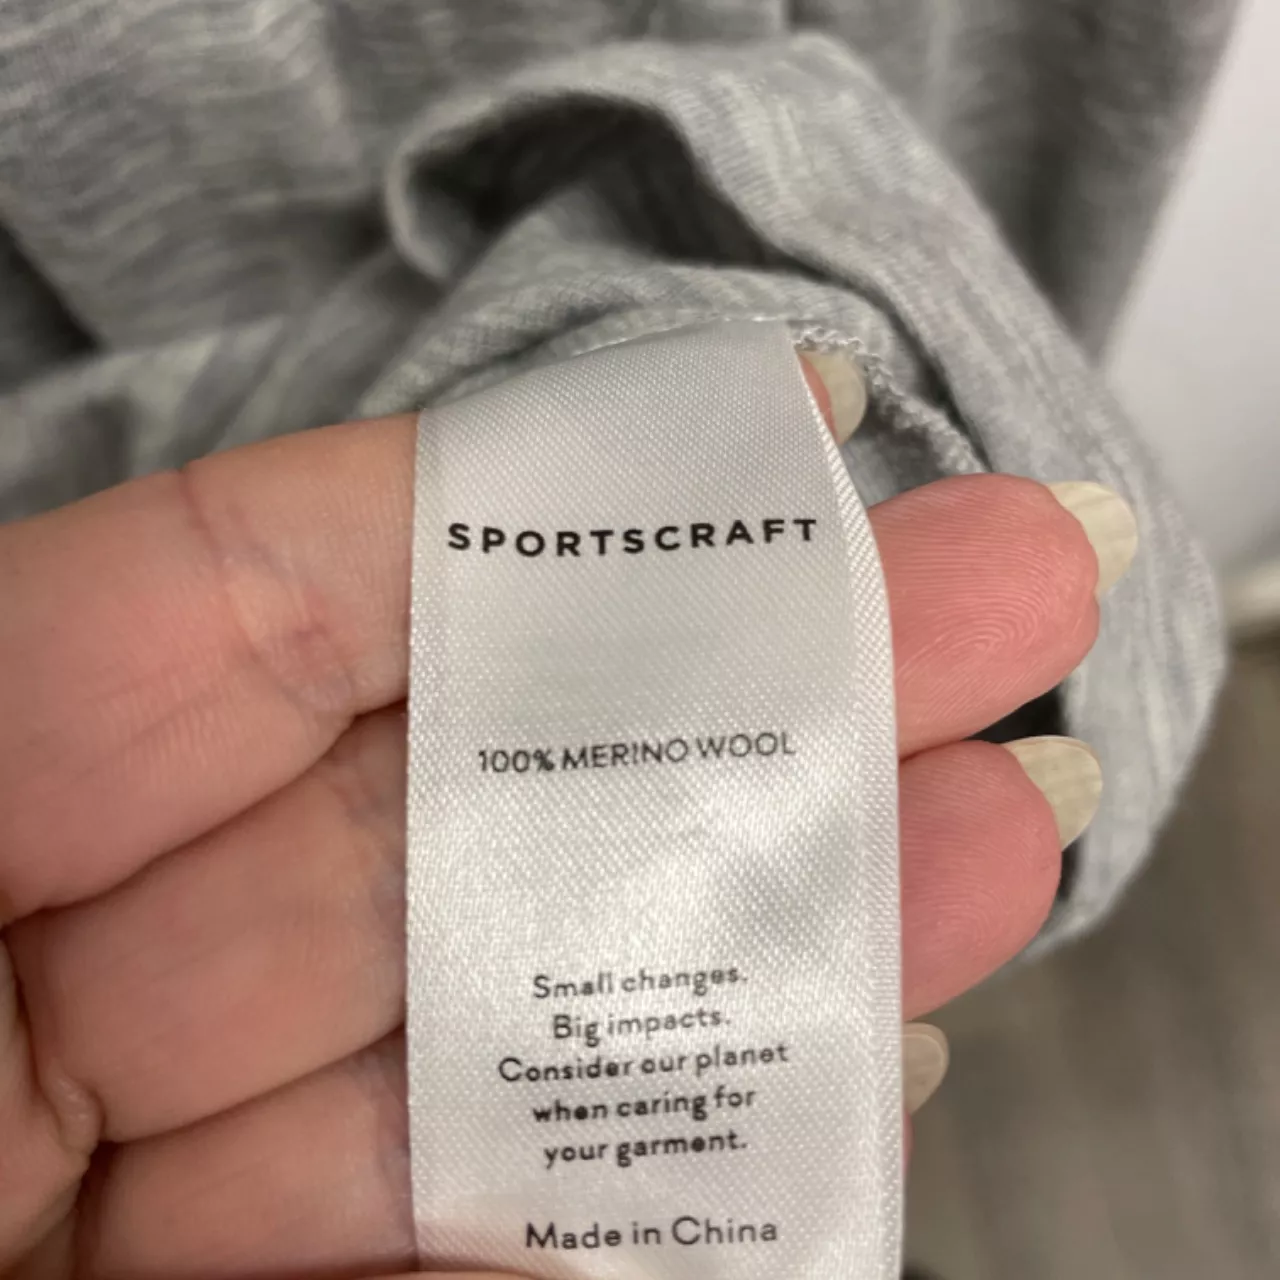 SPORTSCRAFT
100% MERINO WOOL
Small changes.
Big impacts.
Consider our planet
when caring for
your garment.
Made in China